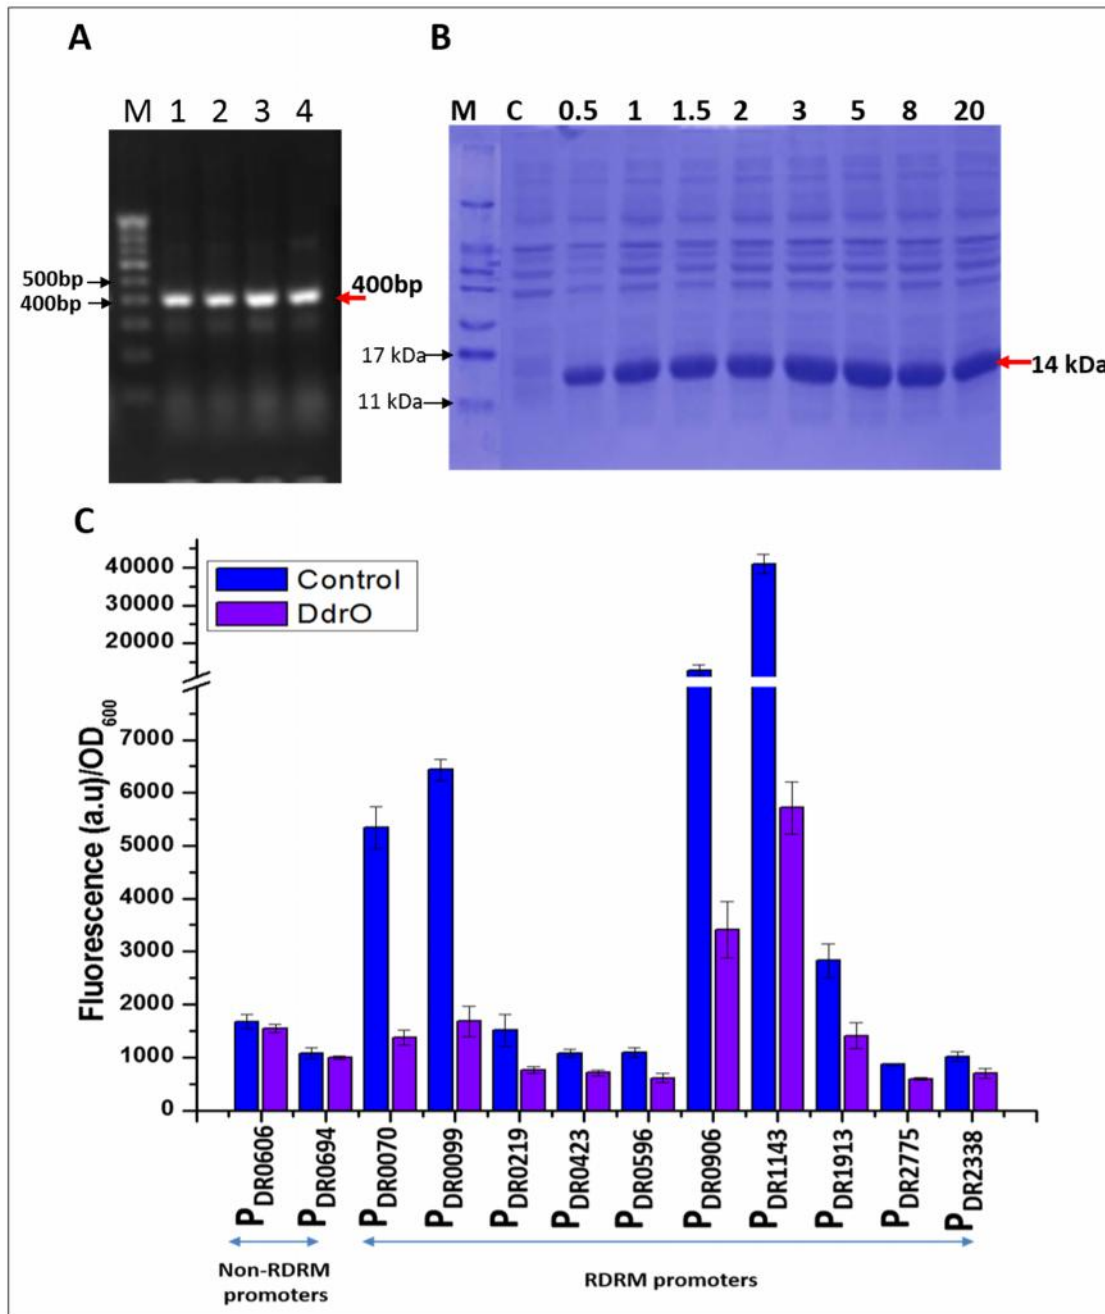 A
M 1 2 3 4
500bp
400bp
400bp
B
M C 0.5 1 1.5 2 3 5 8 20
17 kDa
11 kDa
14 kDa
C
Control
DdrO
Fluorescence (a.u)/OD600
40000
30000
20000
7000
6000
5000
4000
3000
2000
1000
0
PDR0606
PDR0694
PDR0070
PDR0099
PDR0219
PDR0423
PDR0596
PDR0906
PDR1143
PDR1913
PDR2775
PDR2338
Non-RDRM
promoters
RDRM promoters